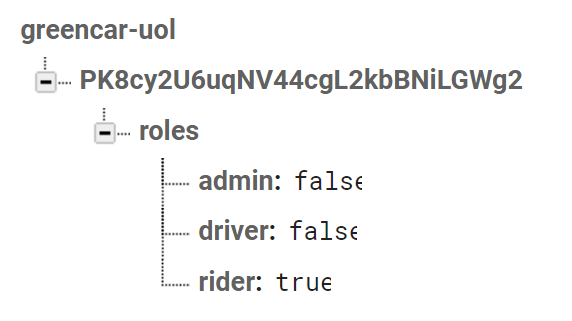 greencar-uol
PK8cy2U6uqNV44cgL2kbBNiLGWg2
roles
admin: false
driver: false
rider: true